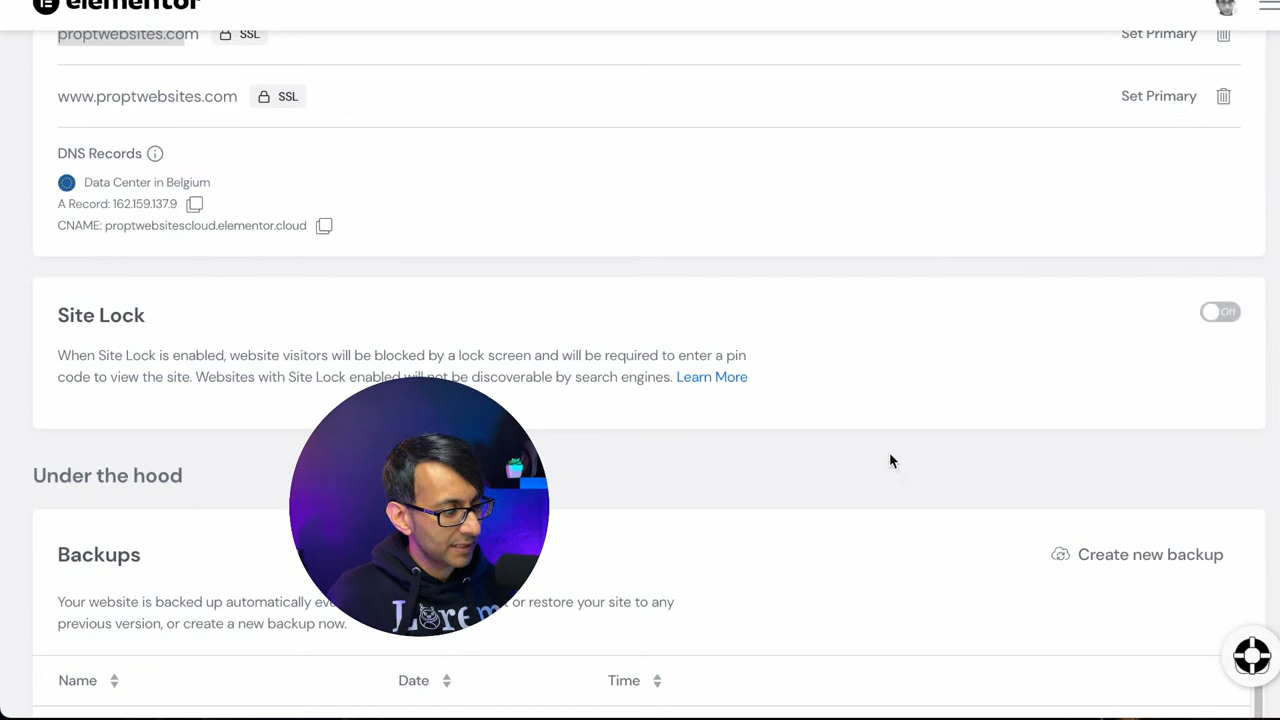 elementor
proptwebsites.com SSL Set Primary
www.proptwebsites.com SSL Set Primary
DNS Records
Data Center in Belgium
A Record: 162.159.137.9
CNAME: proptwebsitescloud.elementor.cloud
Site Lock Off
When Site Lock is enabled, website visitors will be blocked by a lock screen and will be required to enter a pin
code to view the site. Websites with Site Lock enabled will not be discoverable by search engines. Learn More
Under the hood
Backups Create new backup
Your website is backed up automatically or restore your site to any
previous version, or create a new backup now.
Lorem
Name Date Time